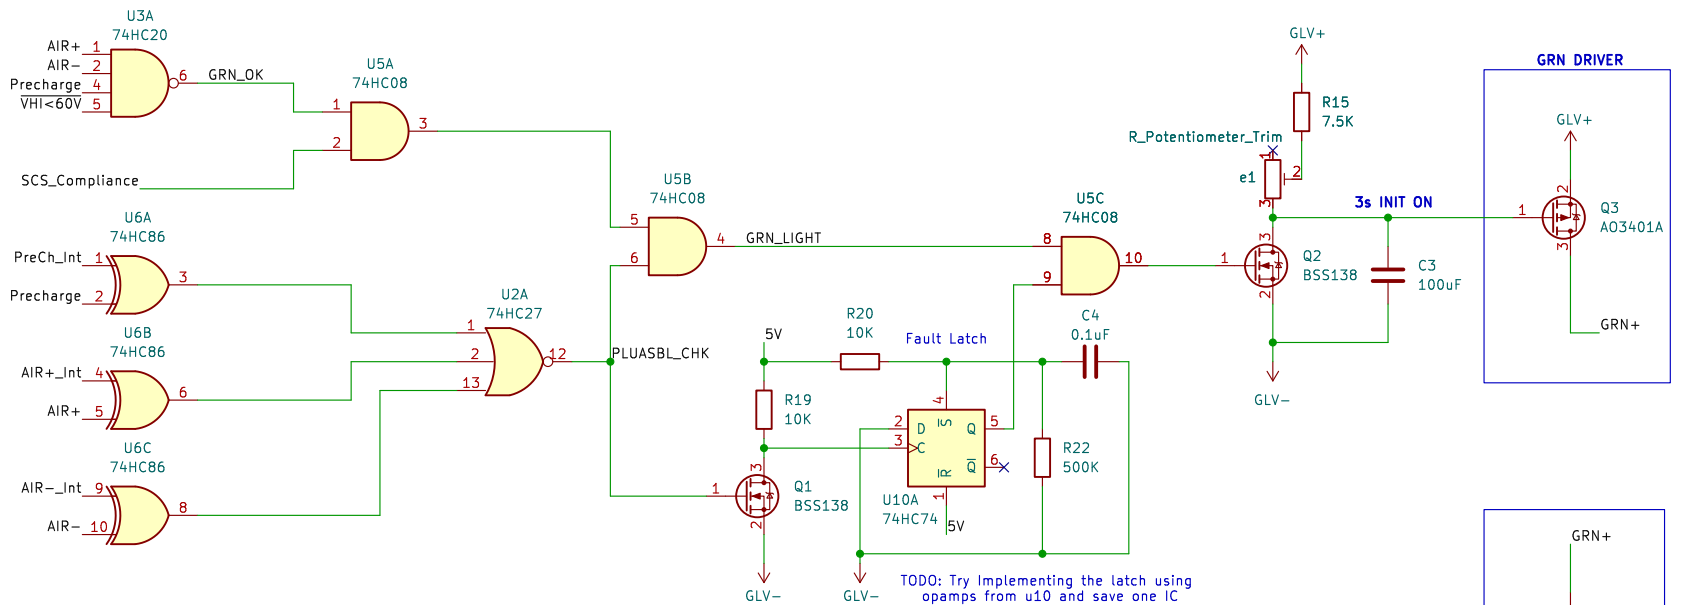 U3A
74HC20
AIR+
1
AIR-
2
Precharge
4
VHI<60V
5
6
GRN_OK
U5A
74HC08
1
2
3
SCS_Compliance
U6A
74HC86
PreCh_Int
1
Precharge
2
3
U6B
74HC86
AIR+_Int
4
AIR+
5
6
U6C
74HC86
AIR-_Int
9
AIR-
10
8
U2A
74HC27
1
2
13
12
PLUASBL_CHK
U5B
74HC08
5
6
4
GRN_LIGHT
5V
R19
10K
R20
10K
Q1
BSS138
1
3
2
GLV-
Fault Latch
C4
0.1uF
4
2
D
S
Q
5
3
C
R
Q
6
1
U10A
74HC74
5V
R22
500K
GLV-
TODO: Try Implementing the latch using
opamps from u10 and save one IC
U5C
74HC08
8
9
10
GLV+
R15
7.5K
R_Potentiometer_Trim
1
2
e1
3
3s INIT ON
1
3
2
Q2
BSS138
C3
100uF
GLV-
GRN DRIVER
GLV+
2
1
3
Q3
AO3401A
GRN+
GRN+